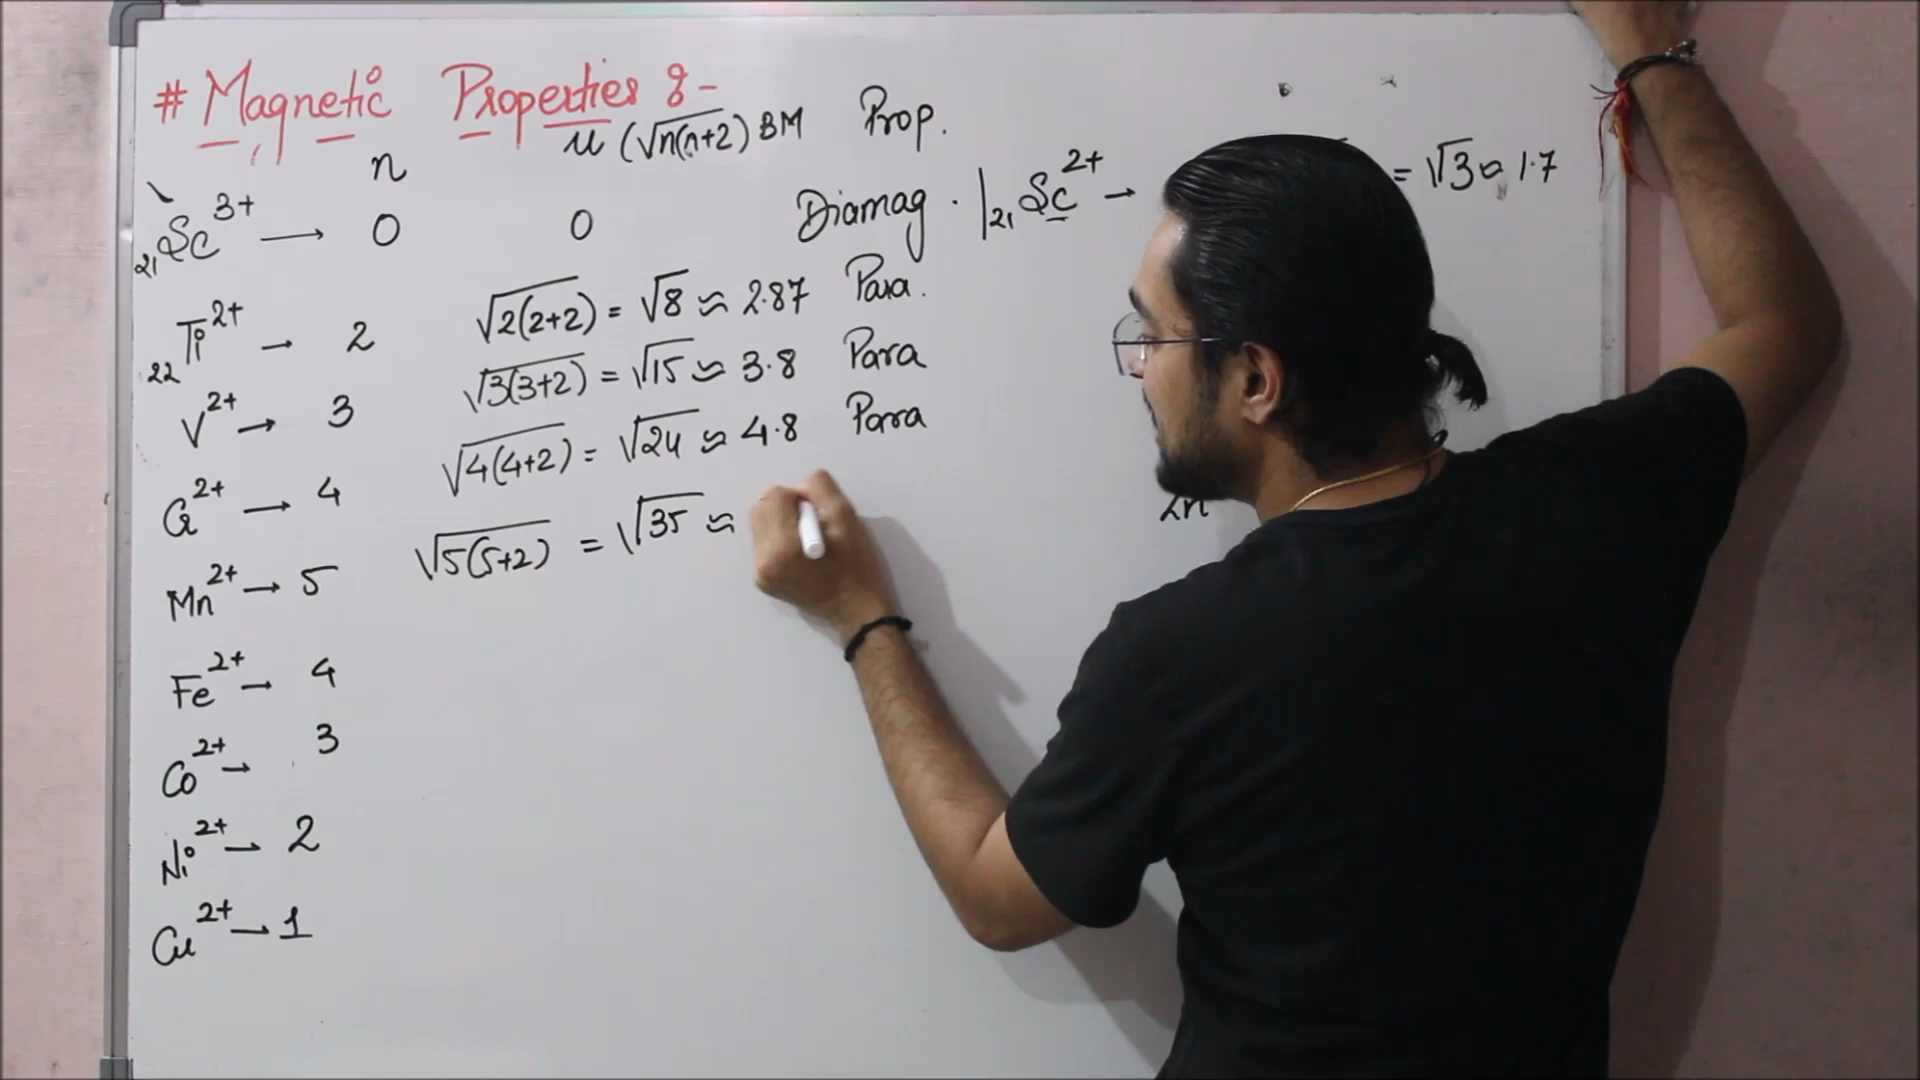 # Magnetic Properties :-
n μ (√n(n+2)) BM Prop.
₂₁Sc³⁺ → 0 0 Diamag. | ₂₁Sc²⁺ → = √3 ≈ 1.7
₂₂Ti²⁺ → 2 √2(2+2) = √8 ≈ 2.87 Para.
V²⁺ → 3 √3(3+2) = √15 ≈ 3.8 Para
Cr²⁺ → 4 √4(4+2) = √24 ≈ 4.8 Para
Mn²⁺ → 5 √5(5+2) = √35 ≈
Zn
Fe²⁺ → 4
Co²⁺ → 3
Ni²⁺ → 2
Cu²⁺ → 1